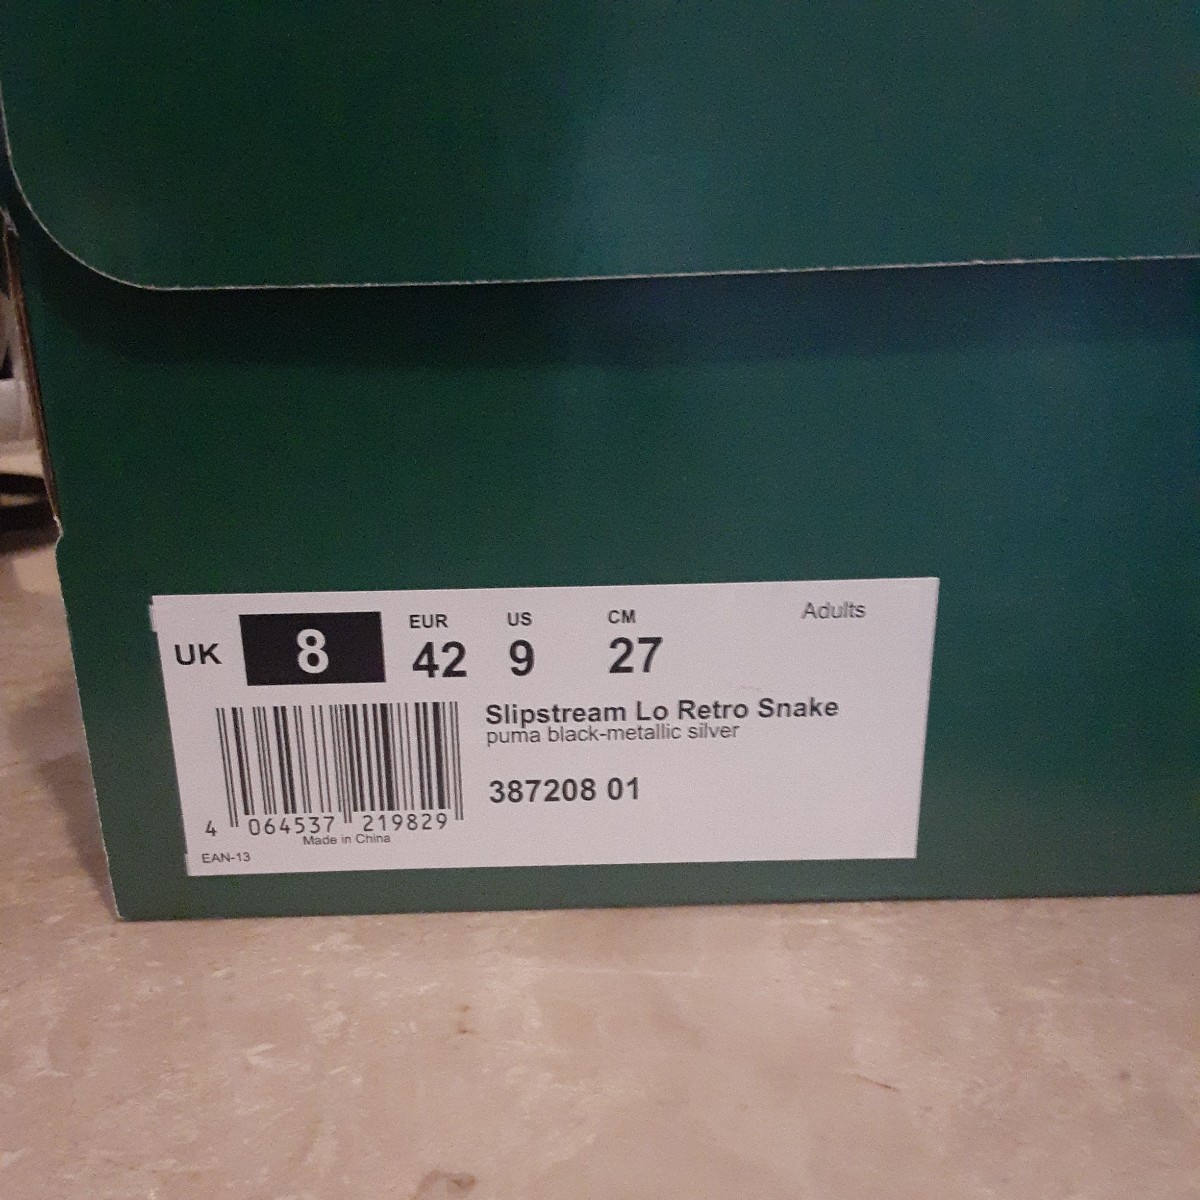 UK 8 EUR 42 US 9 CM 27 Adults
Slipstream Lo Retro Snake
puma black-metallic silver
387208 01
4 064537 219829
Made in China
EAN-13